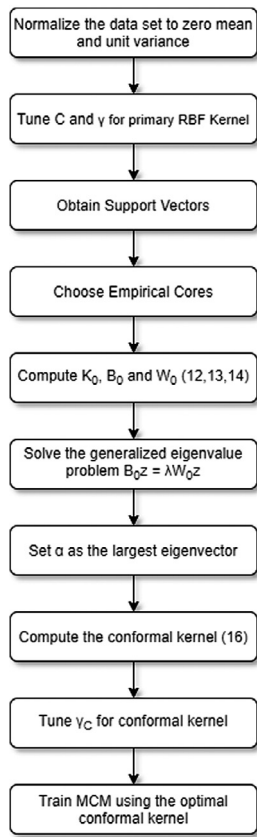 Normalize the data set to zero mean
and unit variance
Tune C and γ for primary RBF Kernel
Obtain Support Vectors
Choose Empirical Cores
Compute K₀, B₀ and W₀ (12,13,14)
Solve the generalized eigenvalue
problem B₀z = λW₀z
Set α as the largest eigenvector
Compute the conformal kernel (16)
Tune γC for conformal kernel
Train MCM using the optimal
conformal kernel